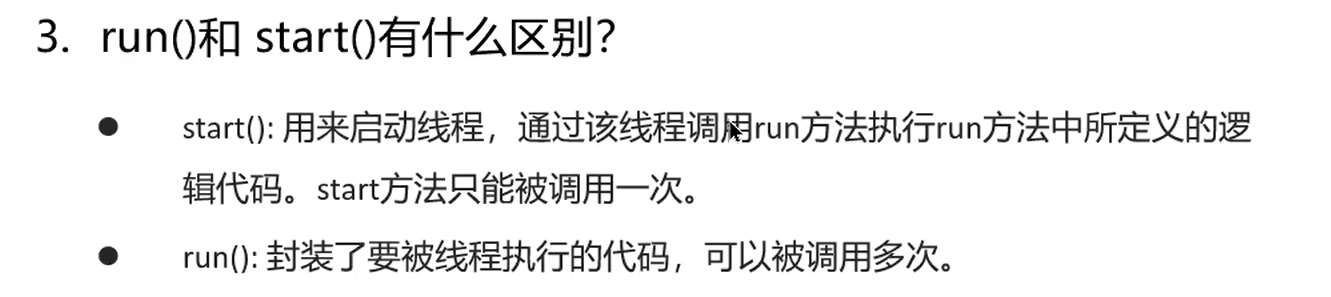 3. run()和 start()有什么区别?
● start(): 用来启动线程，通过该线程调用run方法执行run方法中所定义的逻
辑代码。start方法只能被调用一次。
● run(): 封装了要被线程执行的代码，可以被调用多次。